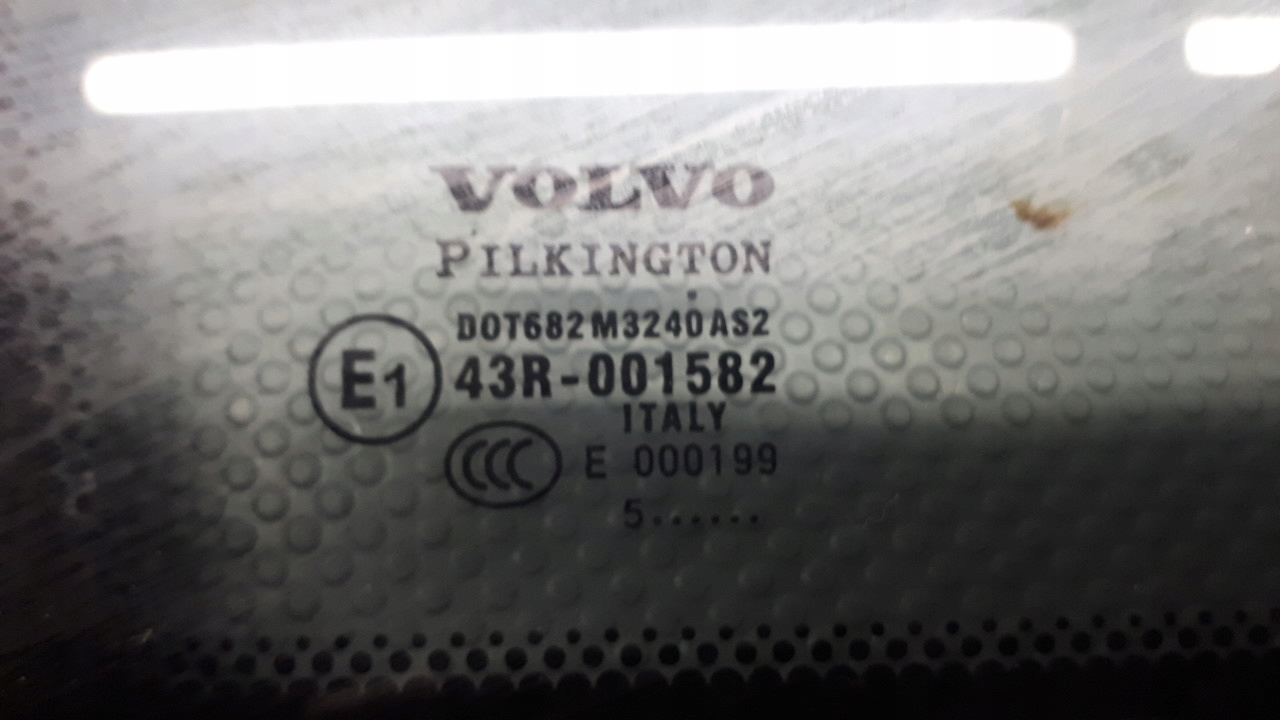 VOLVO
PILKINGTON
DOT682M3240AS2
E1 43R-001582
ITALY
CCC E 000199
5......